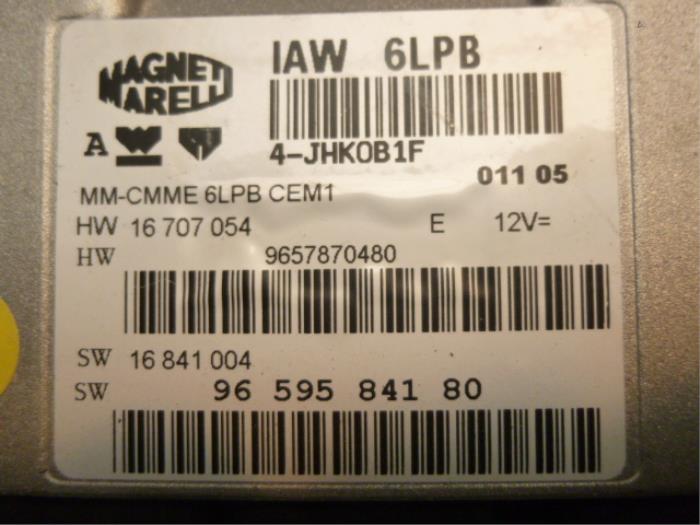 MAGNETI MARELLI
IAW 6LPB
A
4-JHK0B1F
011 05
MM-CMME 6LPB CEM1
HW 16 707 054 E 12V=
HW 9657870480
SW 16 841 004
SW 96 595 841 80